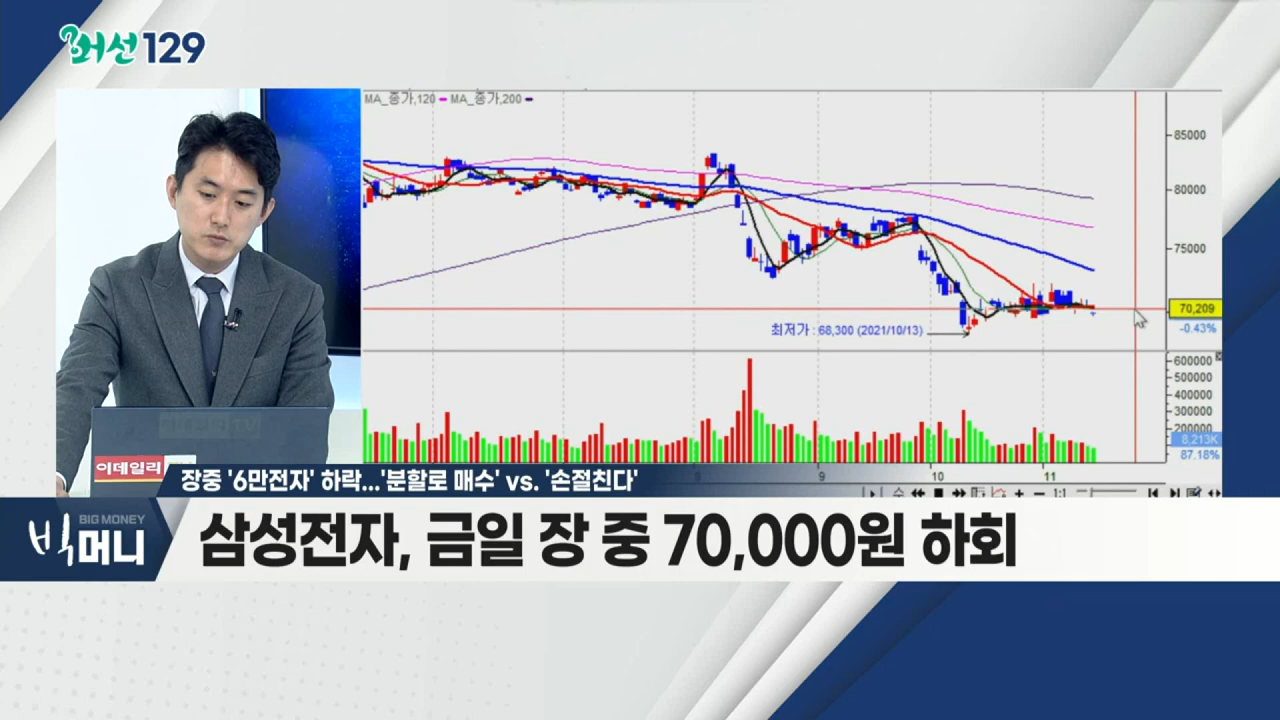 머선129
MA_종가,120 MA_종가,200
85000
80000
75000
70,209
-0.43%
최저가 : 68,300 (2021/10/13)
600000
500000
400000
300000
200000
8,213K
87.18%
9
10
11
1:1
이데일리
장중 '6만전자' 하락...'분할로 매수' vs. '손절친다'
BIG MONEY
빅머니
삼성전자, 금일 장 중 70,000원 하회